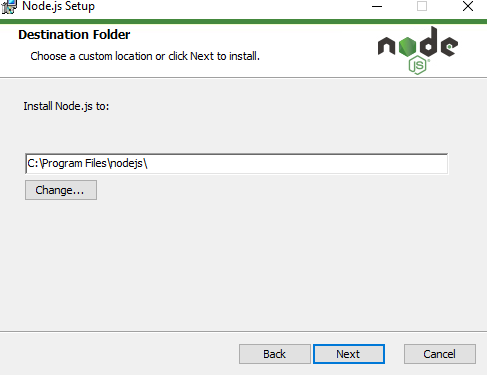 Node.js Setup
Destination Folder
Choose a custom location or click Next to install.
node
JS
Install Node.js to:
C:\Program Files\nodejs\
Change...
Back
Next
Cancel